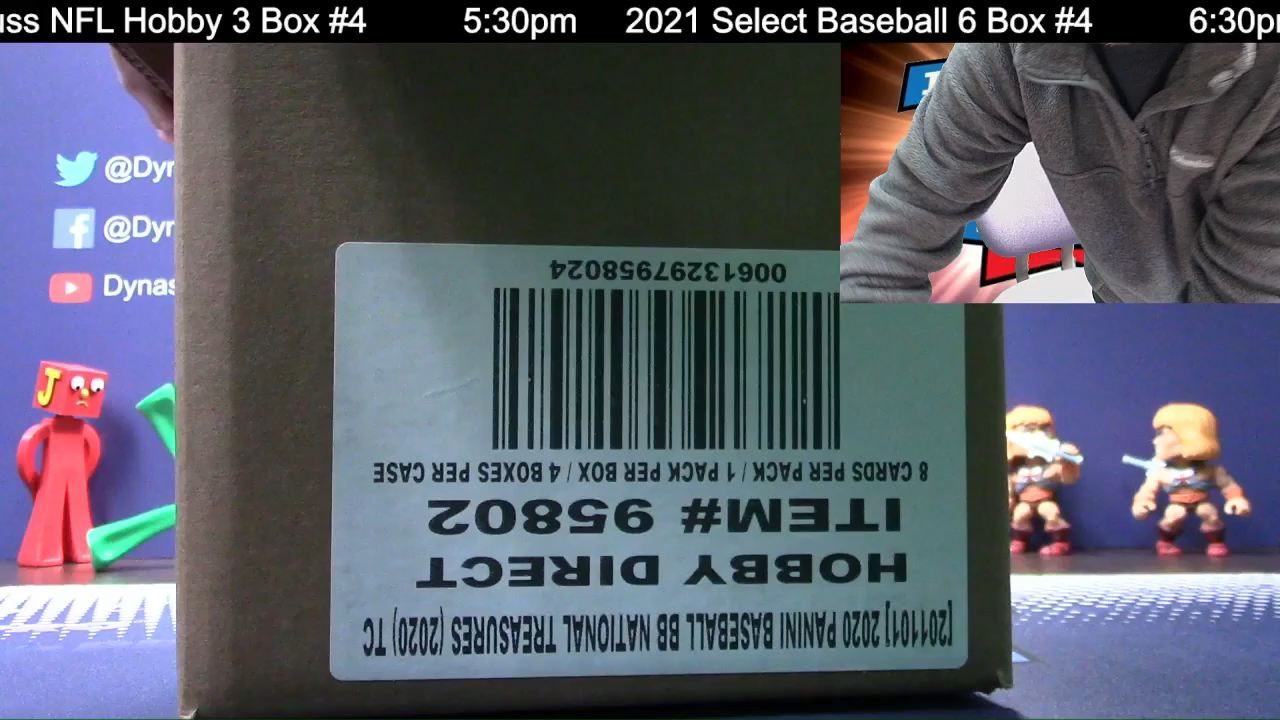 uss NFL Hobby 3 Box #4 5:30pm 2021 Select Baseball 6 Box #4 6:30p
@Dyn
@Dyn
Dynas
J
[201101] 2020 PANINI BASEBALL BB NATIONAL TREASURES (2020) TC
HOBBY DIRECT
ITEM# 95802
8 CARDS PER PACK / 1 PACK PER BOX / 4 BOXES PER CASE
00613297958024